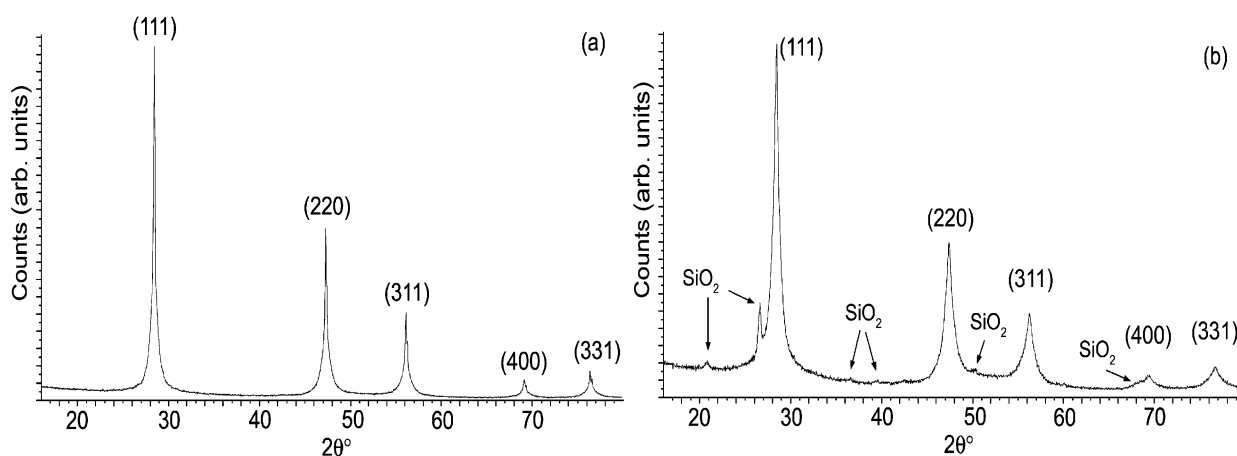 (111)
(a)
(220)
(311)
(400)
(331)
Counts (arb. units)
20 30 40 50 60 70
2θ°
(111)
(b)
(220)
(311)
SiO₂
SiO₂
SiO₂
SiO₂
(400)
(331)
Counts (arb. units)
20 30 40 50 60 70
2θ°